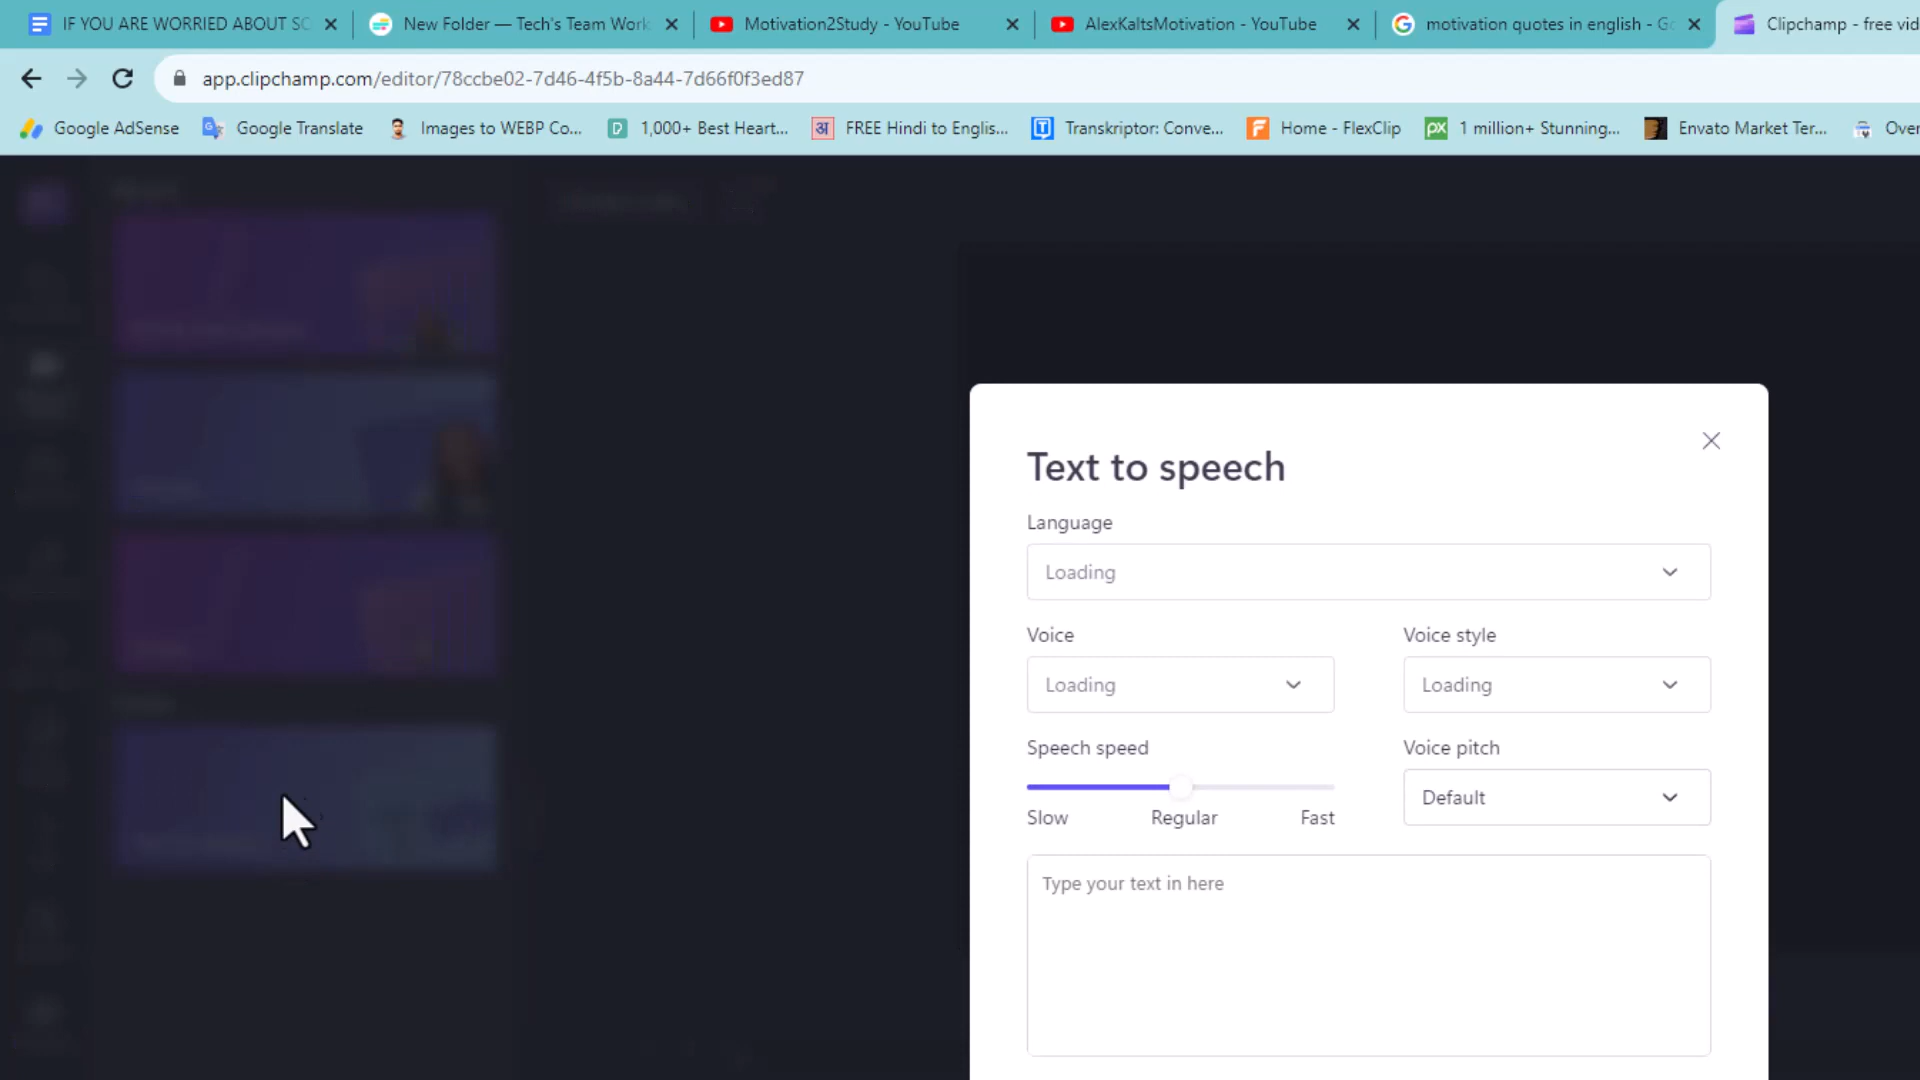 IF YOU ARE WORRIED ABOUT SC
New Folder — Tech's Team Work
Motivation2Study - YouTube
AlexKaltsMotivation - YouTube
motivation quotes in english - Go
Clipchamp - free vid
app.clipchamp.com/editor/78ccbe02-7d46-4f5b-8a44-7d66f0f3ed87
Google AdSense
Google Translate
Images to WEBP Co...
1,000+ Best Heart...
FREE Hindi to Englis...
Transkriptor: Conve...
Home - FlexClip
1 million+ Stunning...
Envato Market Ter...
Over
Text to speech
Language
Loading
Voice
Voice style
Loading
Loading
Speech speed
Voice pitch
Default
Slow
Regular
Fast
Type your text in here